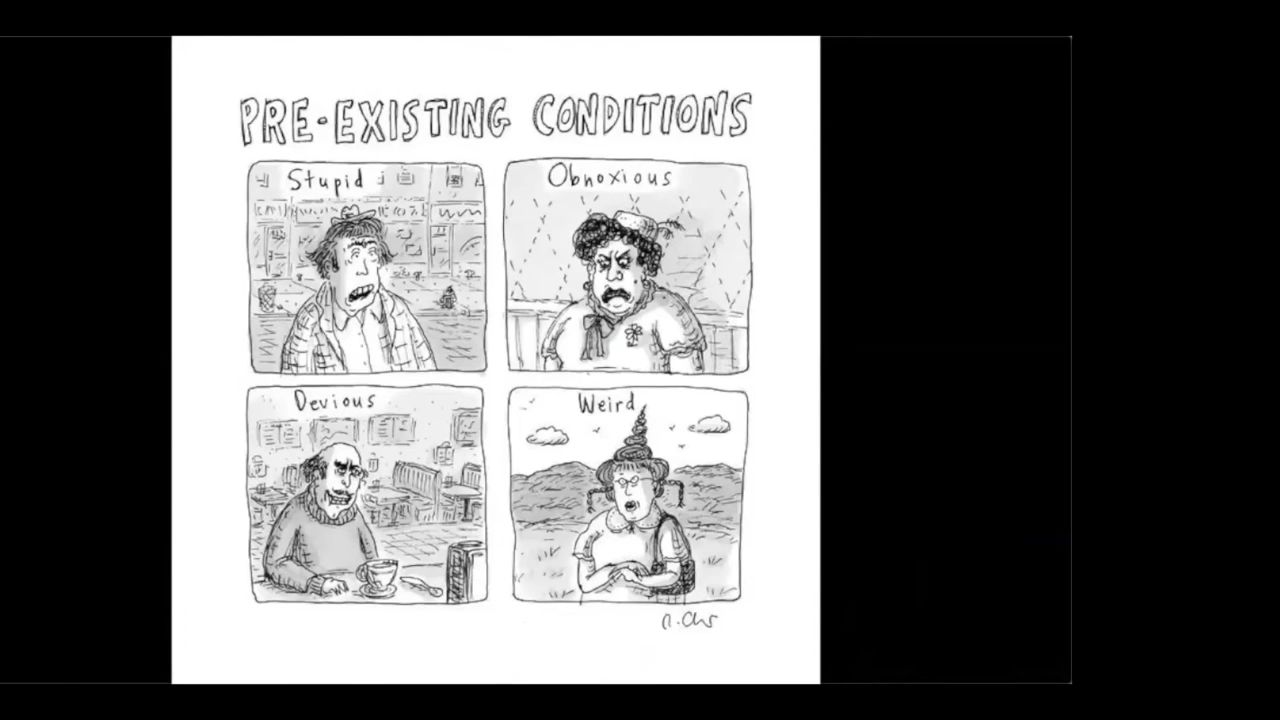 PRE-EXISTING CONDITIONS
Stupid
Obnoxious
Devious
Weird